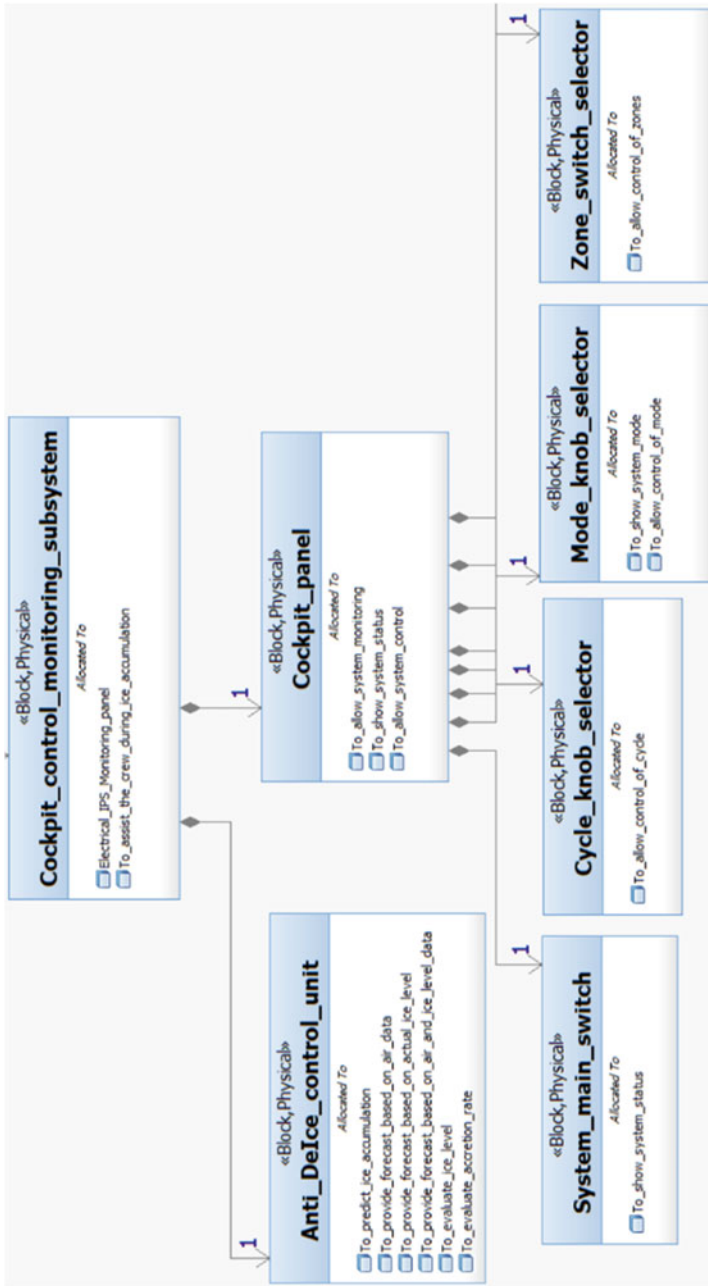 «Block,Physical»
Cockpit_control_monitoring_subsystem
Allocated To
Electrical_IPS_Monitoring_panel
To_assist_the_crew_during_ice_accumulation
1
1
«Block,Physical»
Anti_DeIce_control_unit
Allocated To
To_predict_ice_accumulation
To_provide_forecast_based_on_air_data
To_provide_forecast_based_on_actual_ice_level
To_provide_forecast_based_on_air_and_ice_level_data
To_evaluate_ice_level
To_evaluate_accretion_rate
«Block,Physical»
Cockpit_panel
Allocated To
To_allow_system_monitoring
To_show_system_status
To_allow_system_control
1
1
1
1
«Block,Physical»
System_main_switch
Allocated To
To_show_system_status
«Block,Physical»
Cycle_knob_selector
Allocated To
To_allow_control_of_cycle
«Block,Physical»
Mode_knob_selector
Allocated To
To_show_system_mode
To_allow_control_of_mode
«Block,Physical»
Zone_switch_selector
Allocated To
To_allow_control_of_zones